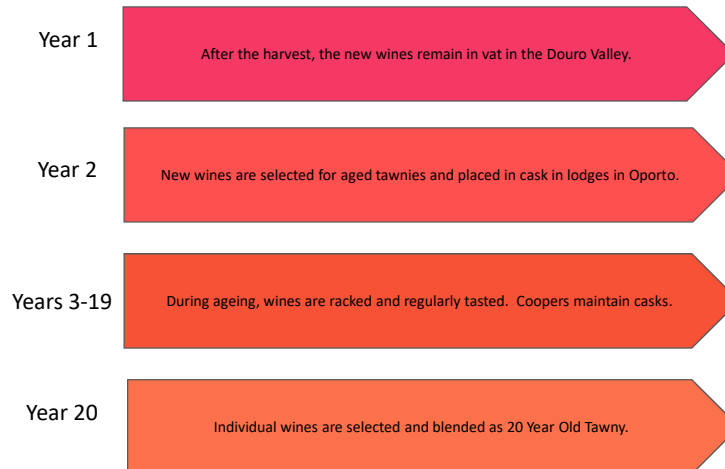 Year 1
After the harvest, the new wines remain in vat in the Douro Valley.
Year 2
New wines are selected for aged tawnies and placed in cask in lodges in Oporto.
Years 3-19
During ageing, wines are racked and regularly tasted.  Coopers maintain casks.
Year 20
Individual wines are selected and blended as 20 Year Old Tawny.